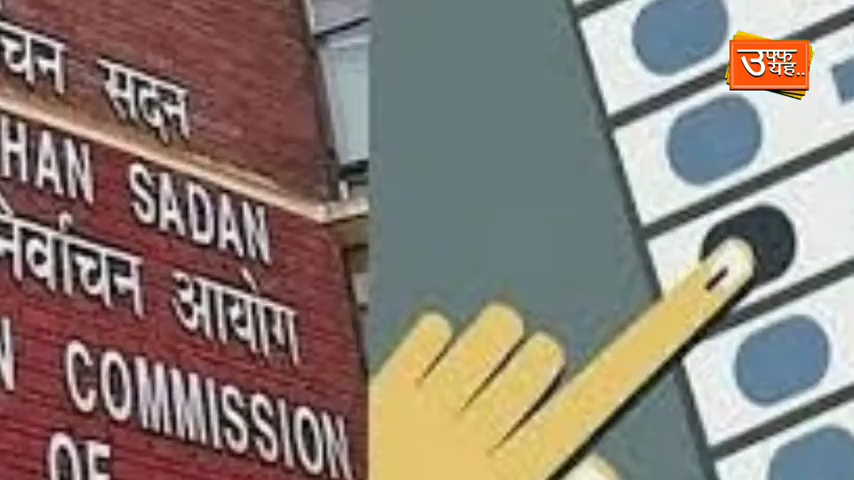 चन सदन
HAN SADAN
निर्वाचन आयोग
N COMMISSION
OF
उफ्फ
यह..